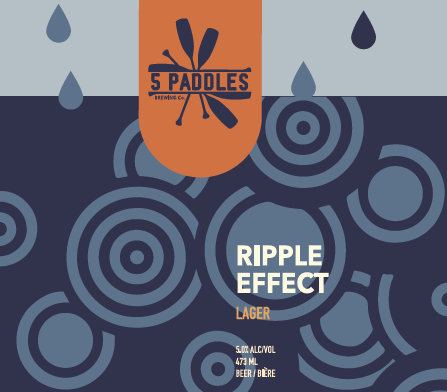 5 PADDLES
BREWING Co.
RIPPLE
EFFECT
LAGER
5.0% ALC/VOL
473 ML
BEER / BIÈRE